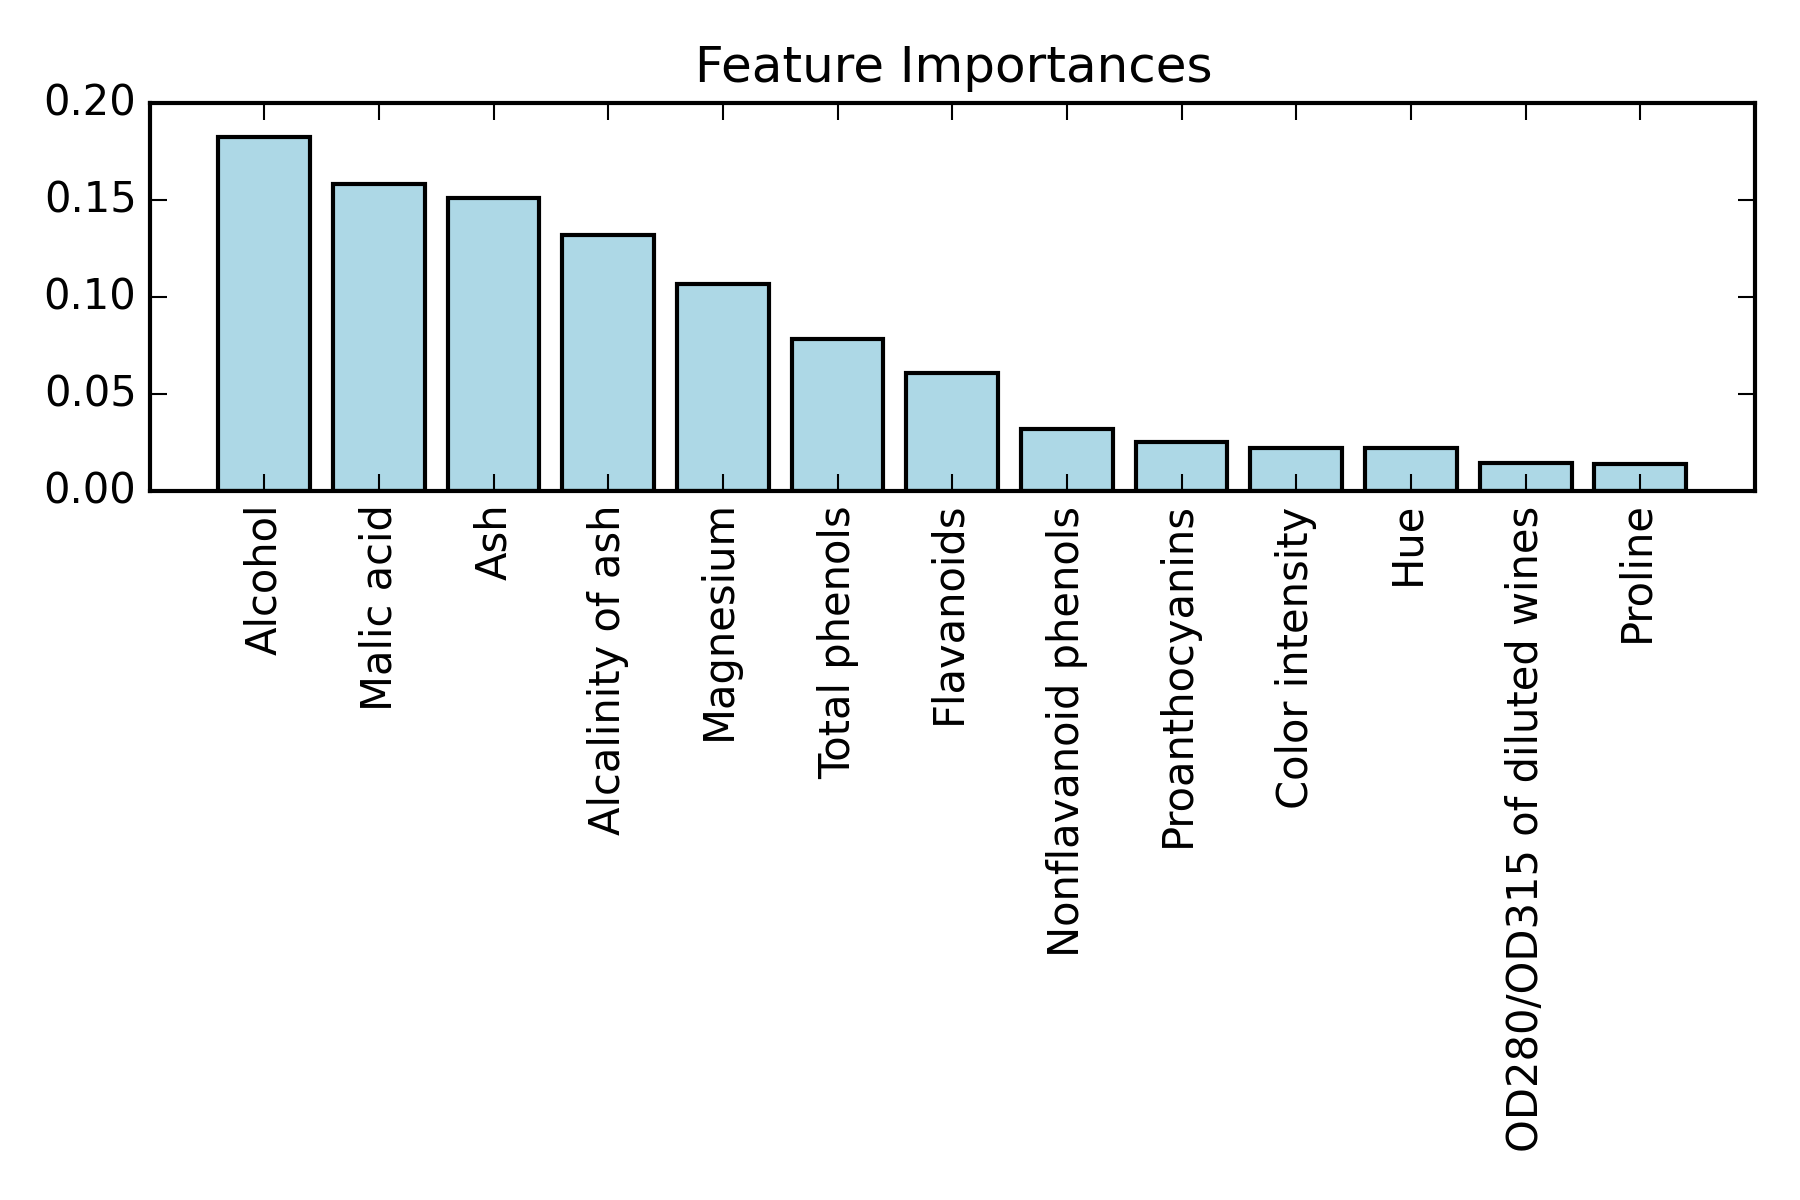 Feature Importances
0.20
0.15
0.10
0.05
0.00
Alcohol
Malic acid
Ash
Alcalinity of ash
Magnesium
Total phenols
Flavanoids
Nonflavanoid phenols
Proanthocyanins
Color intensity
Hue
OD280/OD315 of diluted wines
Proline